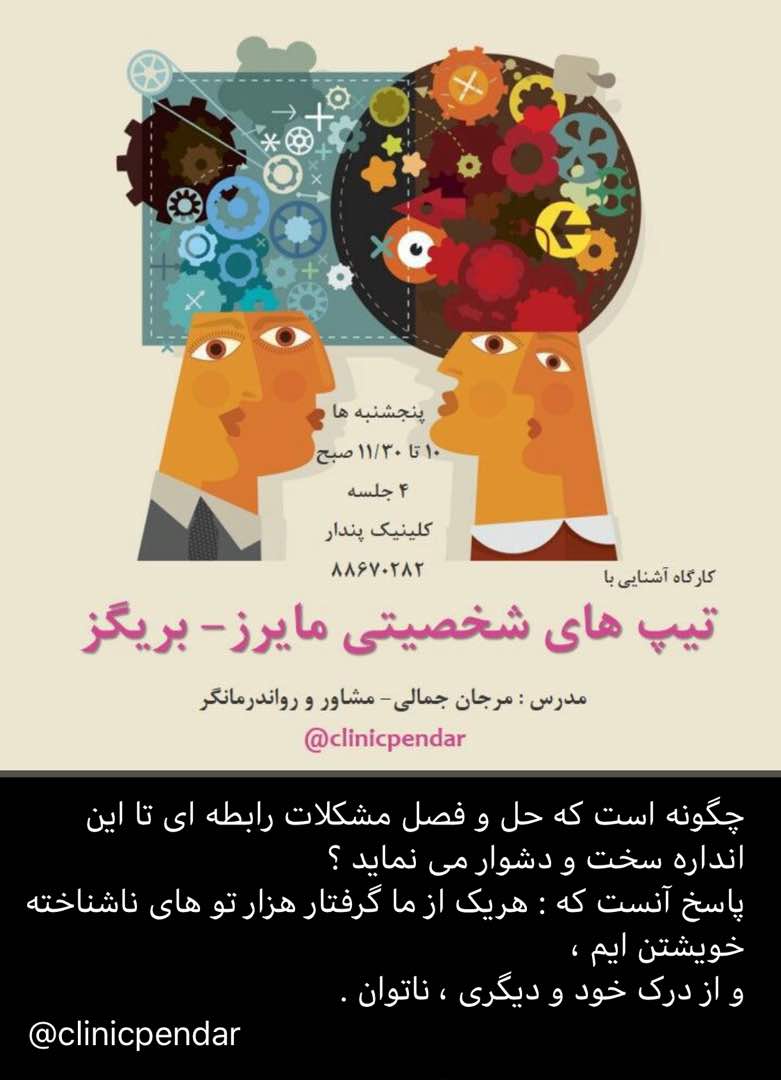 پنجشنبه ها
۱۰ تا ۱۱/۳۰ صبح
۴ جلسه
کلینیک پندار
۸۸۶۷۰۲۸۲
کارگاه آشنایی با
تیپ های شخصیتی مایرز- بریگز
مدرس : مرجان جمالی- مشاور و رواندرمانگر
@clinicpendar
چگونه است که حل و فصل مشکلات رابطه ای تا این
انداره سخت و دشوار می نماید ؟
پاسخ آنست که : هریک از ما گرفتار هزار تو های ناشناخته
خویشتن ایم ،
و از درک خود و دیگری ، ناتوان .
@clinicpendar